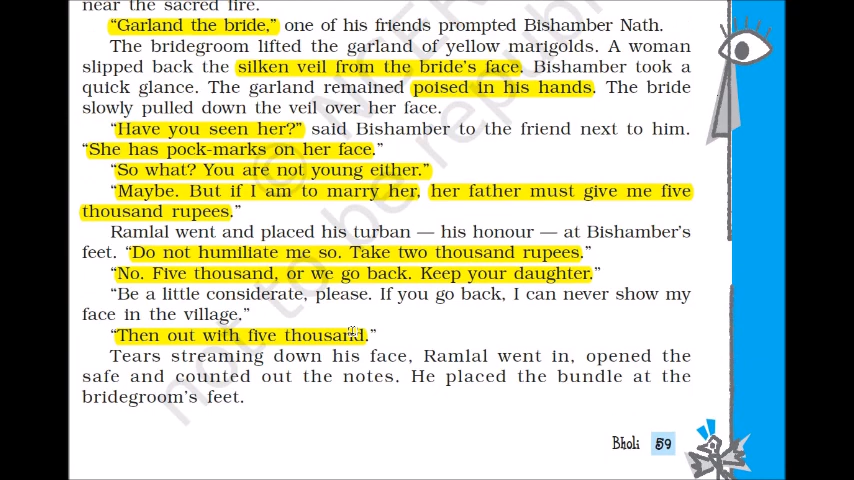 near the sacred fire.
“Garland the bride,” one of his friends prompted Bishamber Nath.
The bridegroom lifted the garland of yellow marigolds. A woman
slipped back the silken veil from the bride’s face. Bishamber took a
quick glance. The garland remained poised in his hands. The bride
slowly pulled down the veil over her face.
“Have you seen her?” said Bishamber to the friend next to him.
“She has pock-marks on her face.”
“So what? You are not young either.”
“Maybe. But if I am to marry her, her father must give me five
thousand rupees.”
Ramlal went and placed his turban — his honour — at Bishamber’s
feet. “Do not humiliate me so. Take two thousand rupees.”
“No. Five thousand, or we go back. Keep your daughter.”
“Be a little considerate, please. If you go back, I can never show my
face in the village.”
“Then out with five thousand.”
Tears streaming down his face, Ramlal went in, opened the
safe and counted out the notes. He placed the bundle at the
bridegroom’s feet.
Bholi 59
© NCER
not to be republi